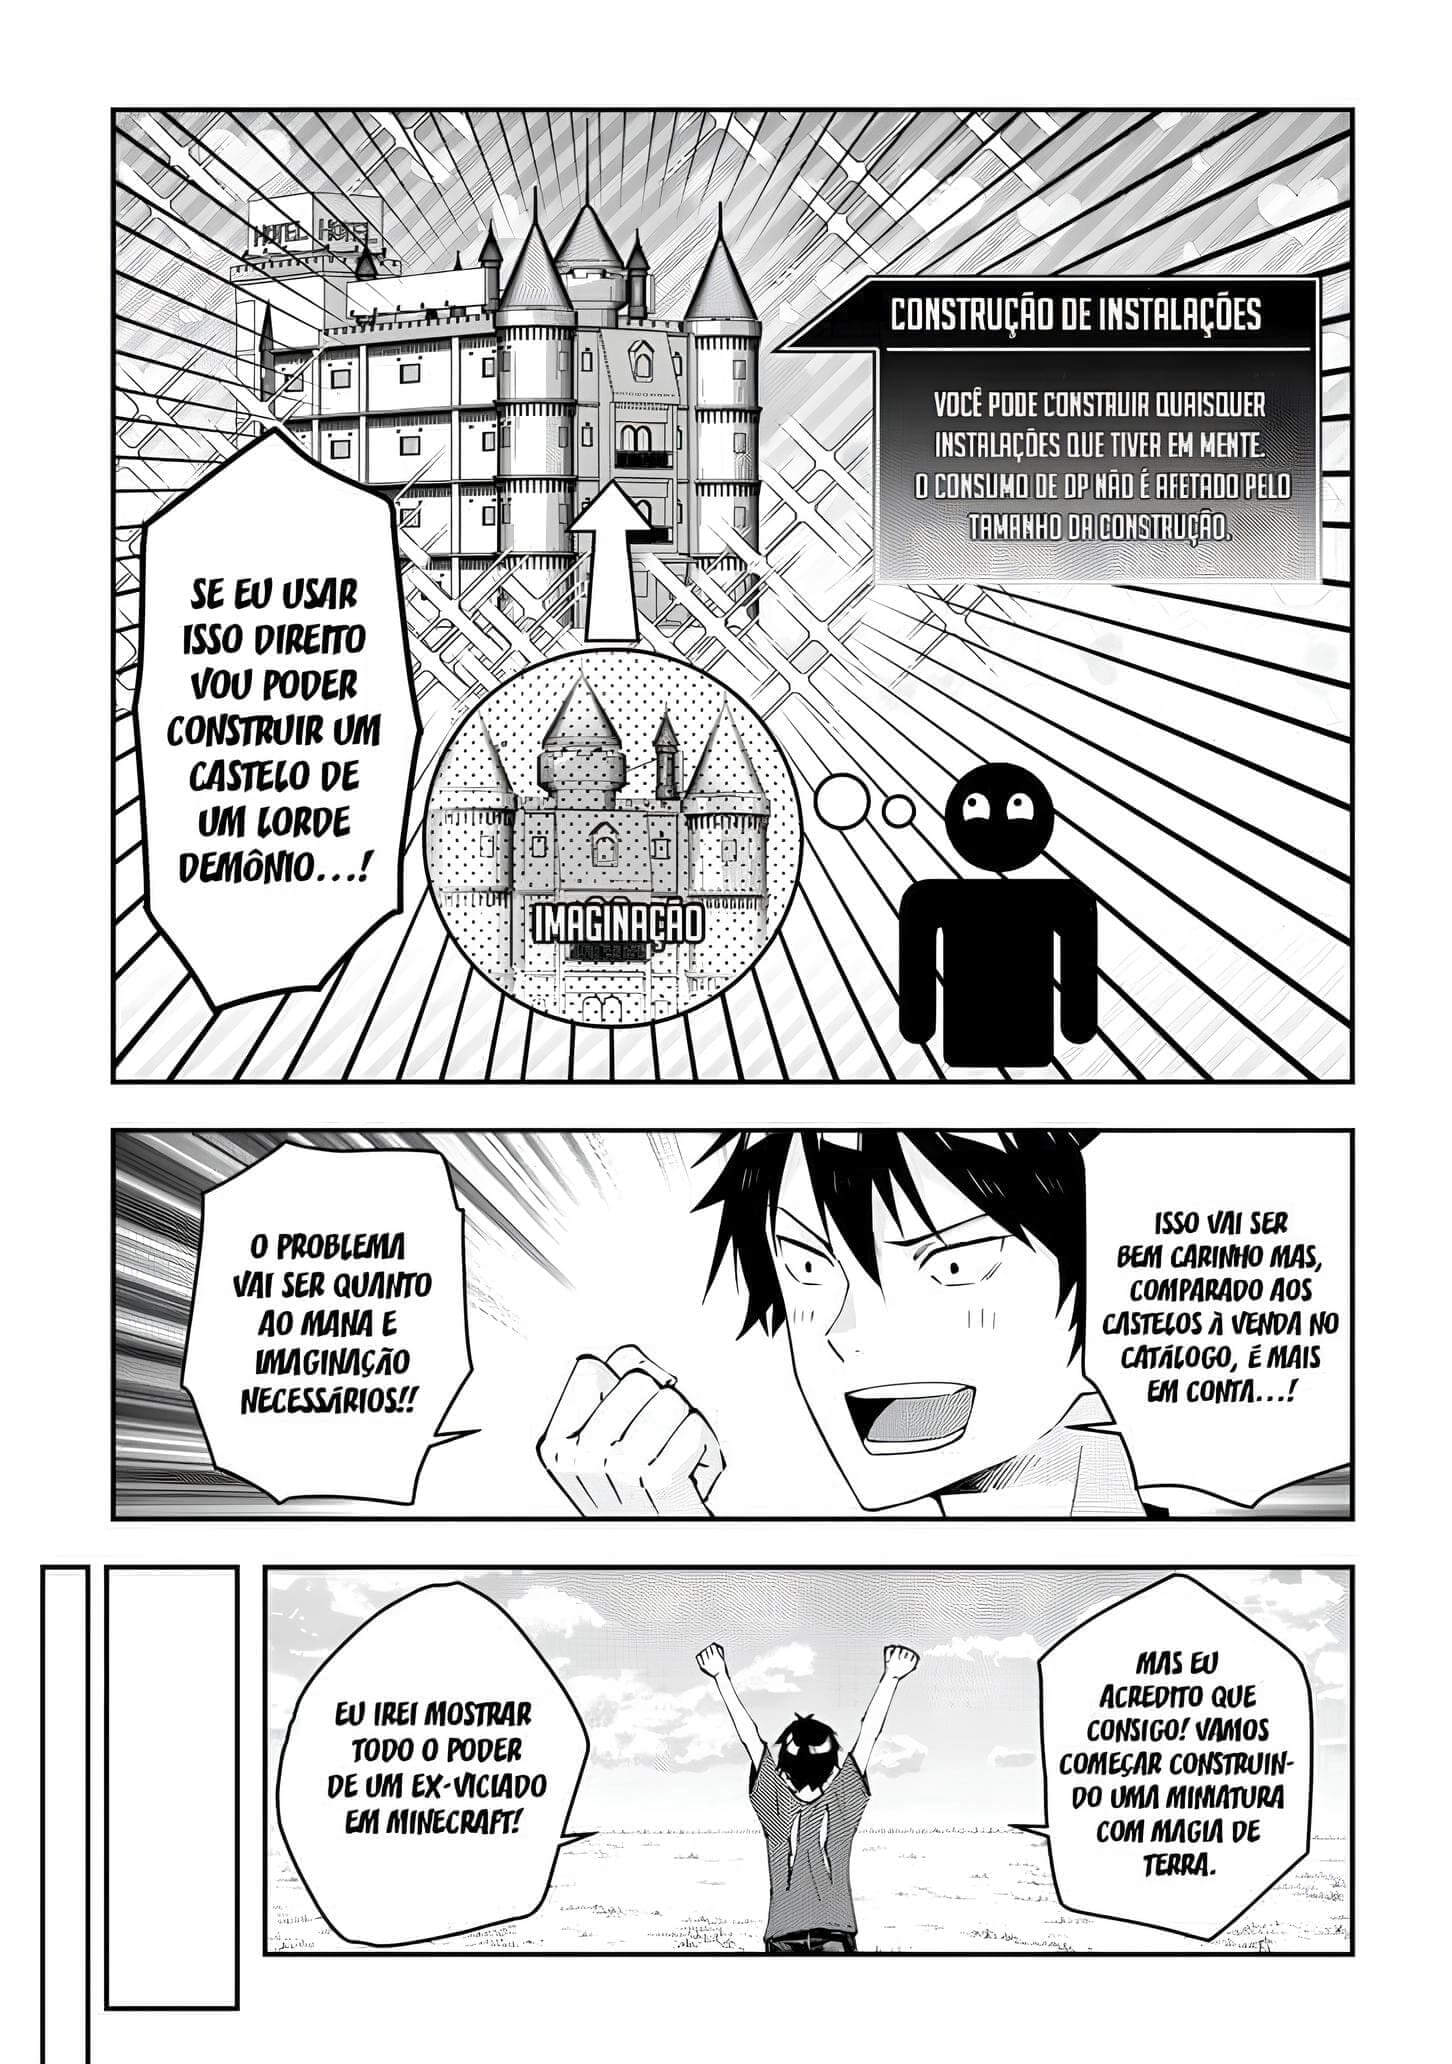 HOTEL HOTEL
CONSTRUÇÃO DE INSTALAÇÕES
VOCÊ PODE CONSTRUIR QUAISQUER
INSTALAÇÕES QUE TIVER EM MENTE.
O CONSUMO DE DP NÃO É AFETADO PELO
TAMANHO DA CONSTRUÇÃO.
SE EU USAR
ISSO DIREITO
VOU PODER
CONSTRUIR UM
CASTELO DE
UM LORDE
DEMÔNIO...!
IMAGINAÇÃO
ISSO VAI SER
BEM CARINHO MAS,
COMPARADO AOS
CASTELOS À VENDA NO
CATÁLOGO, É MAIS
EM CONTA...!
O PROBLEMA
VAI SER QUANTO
AO MANA E
IMAGINAÇÃO
NECESSÁRIOS!!
MAS EU
ACREDITO QUE
CONSIGO! VAMOS
COMEÇAR CONSTRUIN-
DO UMA MINIATURA
COM MAGIA DE
TERRA.
EU IREI MOSTRAR
TODO O PODER
DE UM EX-VICIADO
EM MINECRAFT!